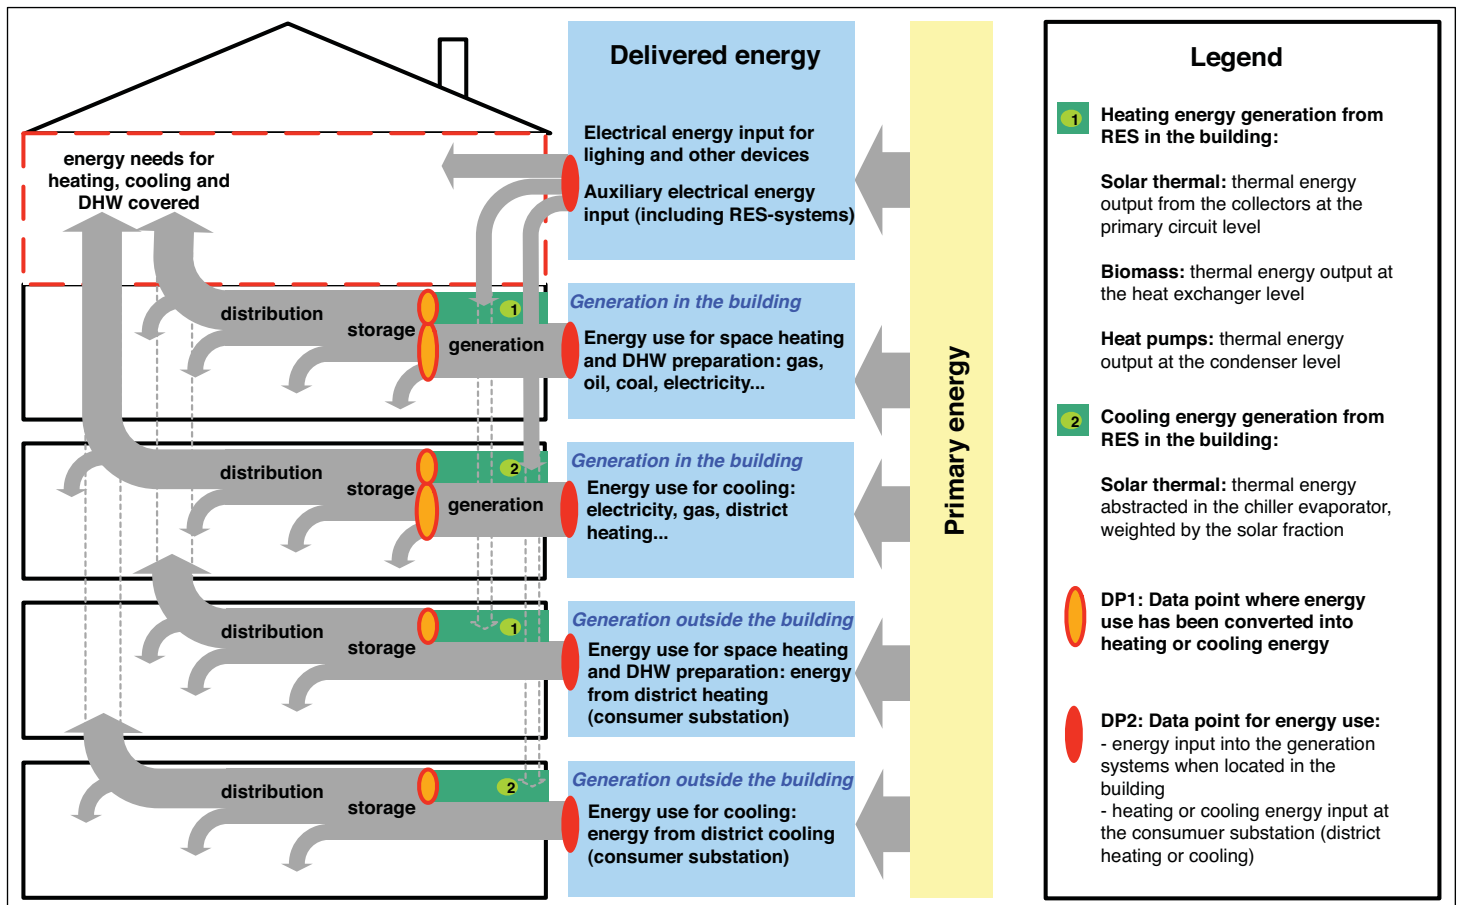 energy needs for
heating, cooling and
DHW covered
distribution
storage
generation
1
distribution
storage
generation
2
distribution
storage
1
distribution
storage
2
Delivered energy
Electrical energy input for
lighing and other devices
Auxiliary electrical energy
input (including RES-systems)
Generation in the building
Energy use for space heating
and DHW preparation: gas,
oil, coal, electricity...
Generation in the building
Energy use for cooling:
electricity, gas, district
heating...
Generation outside the building
Energy use for space heating
and DHW preparation: energy
from district heating
(consumer substation)
Generation outside the building
Energy use for cooling:
energy from district cooling
(consumer substation)
Primary energy
Legend
1
Heating energy generation from
RES in the building:
Solar thermal: thermal energy
output from the collectors at the
primary circuit level
Biomass: thermal energy output at
the heat exchanger level
Heat pumps: thermal energy
output at the condenser level
2
Cooling energy generation from
RES in the building:
Solar thermal: thermal energy
abstracted in the chiller evaporator,
weighted by the solar fraction
DP1: Data point where energy
use has been converted into
heating or cooling energy
DP2: Data point for energy use:
- energy input into the generation
systems when located in the
building
- heating or cooling energy input at
the consumuer substation (district
heating or cooling)